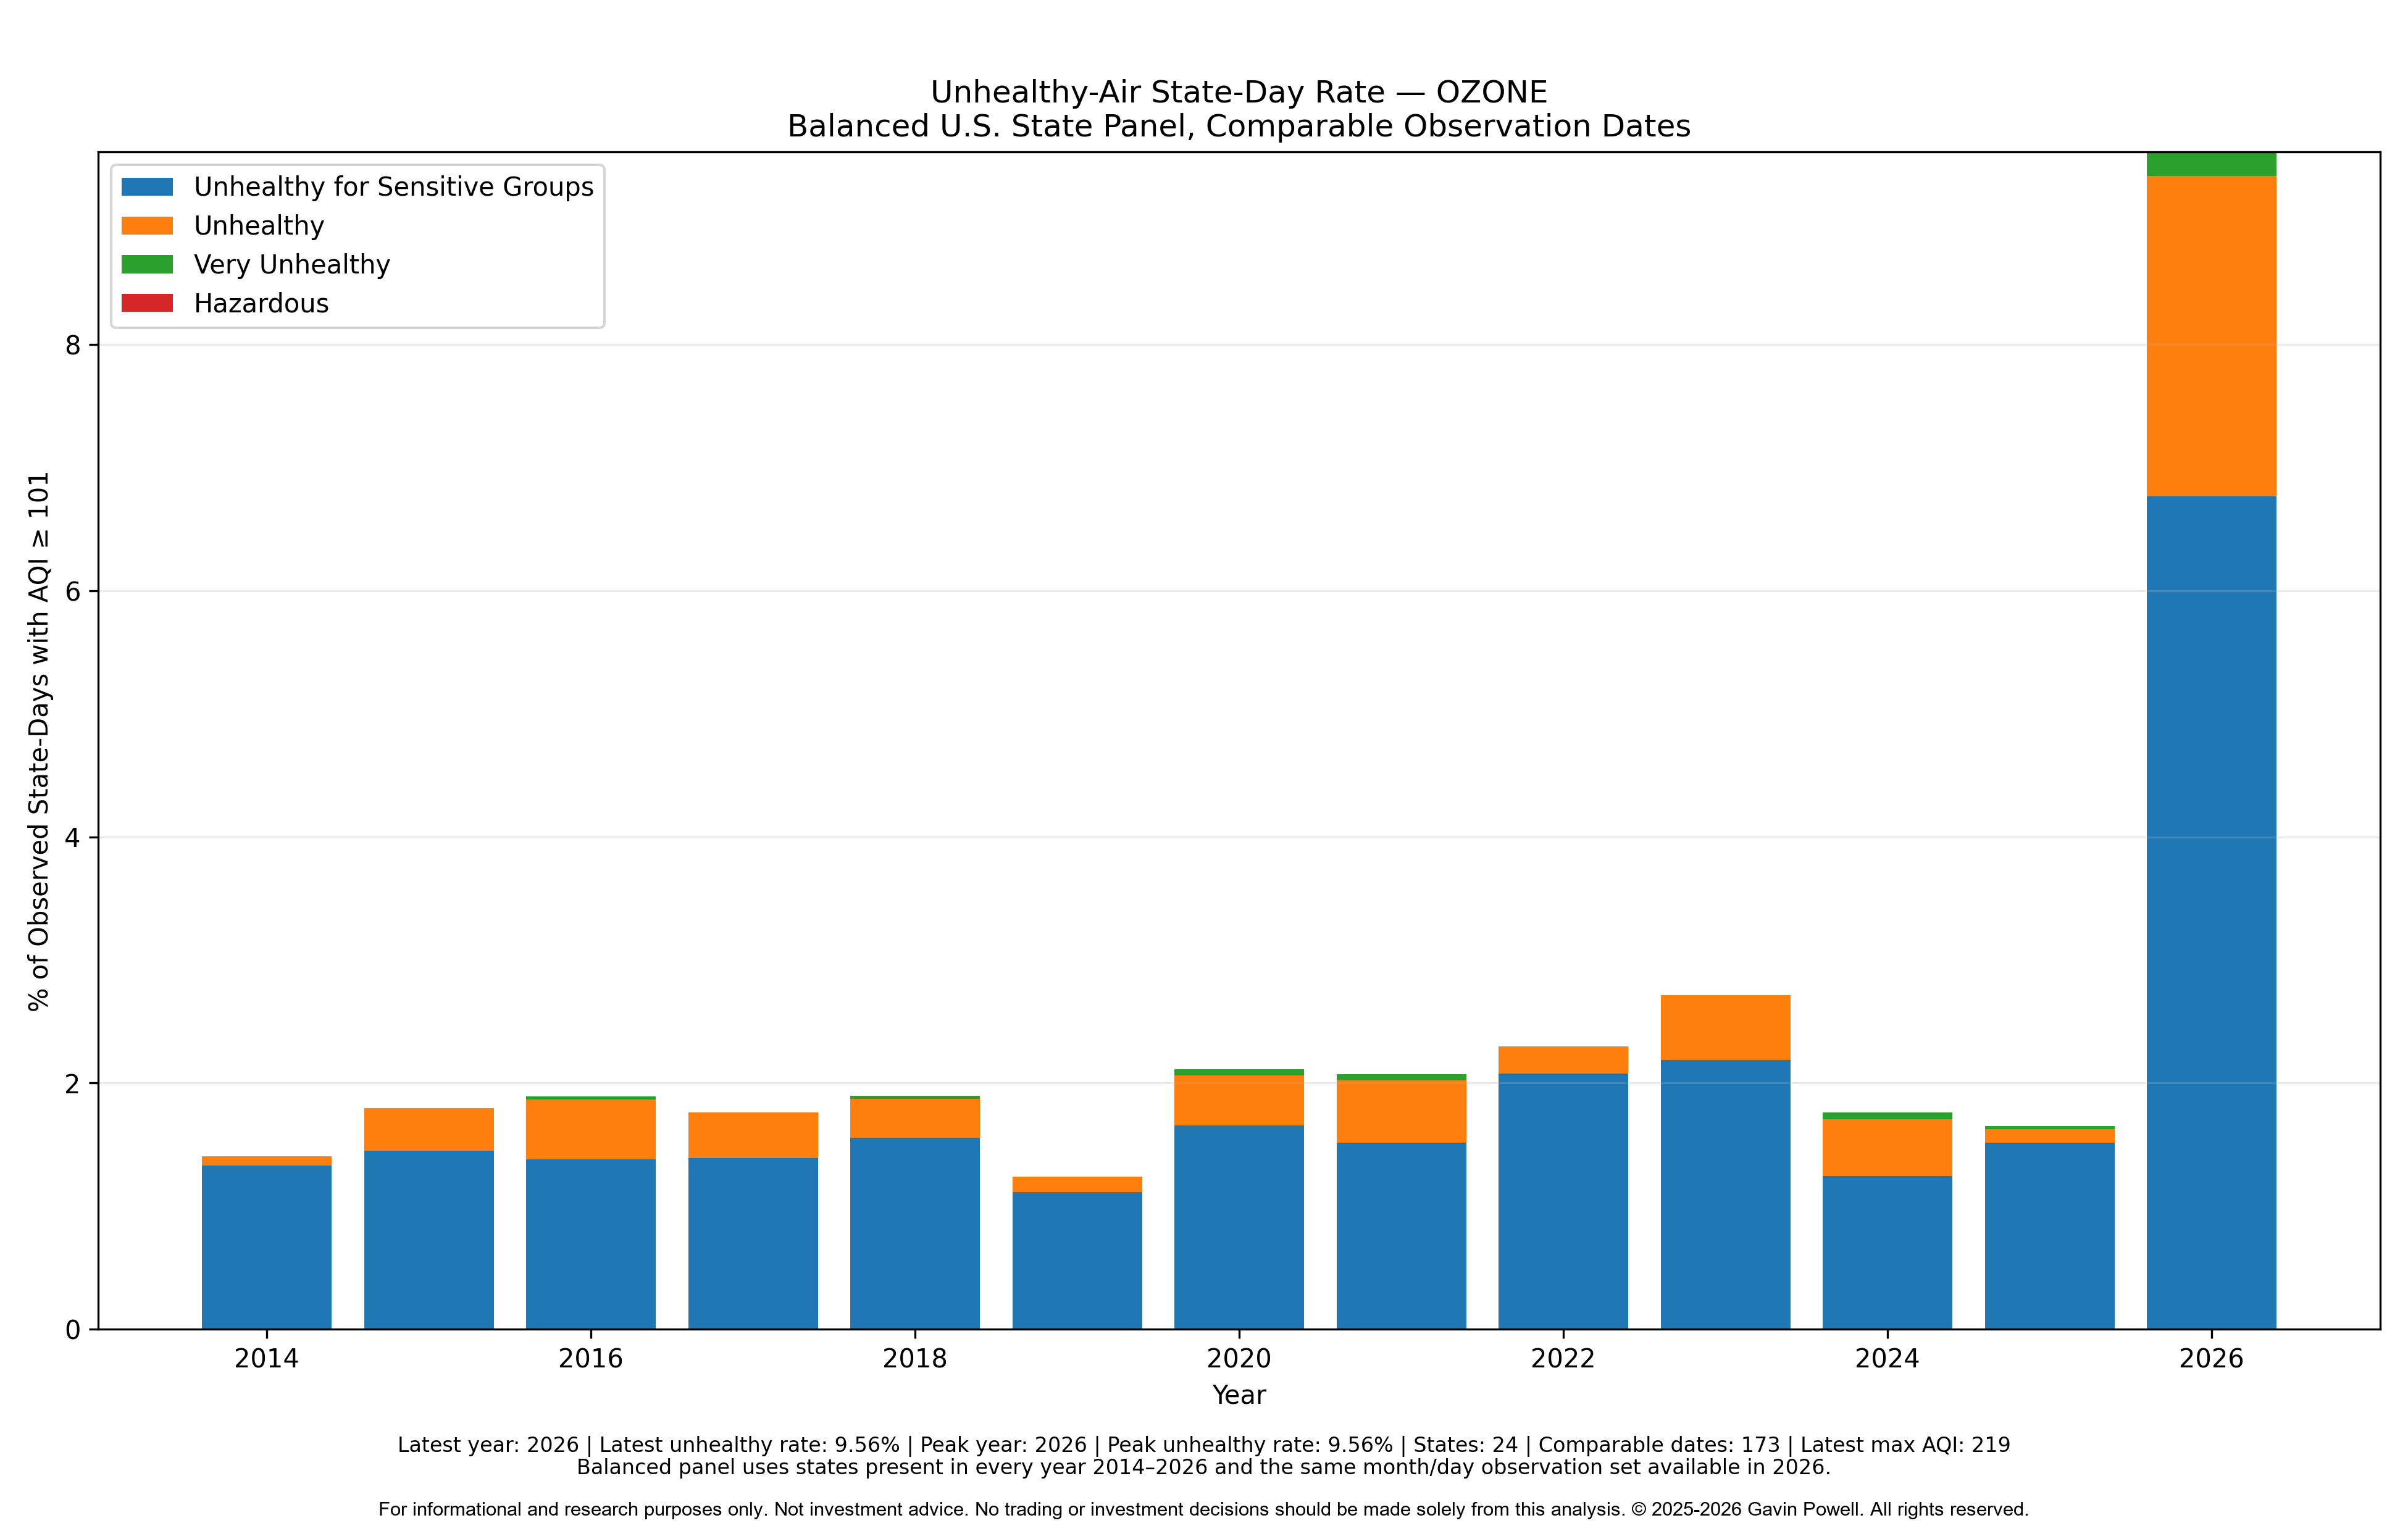 Unhealthy-Air State-Day Rate — OZONE
Balanced U.S. State Panel, Comparable Observation Dates
Unhealthy for Sensitive Groups
Unhealthy
Very Unhealthy
Hazardous
% of Observed State-Days with AQI ≥ 101
8
6
4
2
0
2014 2016 2018 2020 2022 2024 2026
Year
Latest year: 2026 | Latest unhealthy rate: 9.56% | Peak year: 2026 | Peak unhealthy rate: 9.56% | States: 24 | Comparable dates: 173 | Latest max AQI: 219
Balanced panel uses states present in every year 2014–2026 and the same month/day observation set available in 2026.
For informational and research purposes only. Not investment advice. No trading or investment decisions should be made solely from this analysis. © 2025-2026 Gavin Powell. All rights reserved.